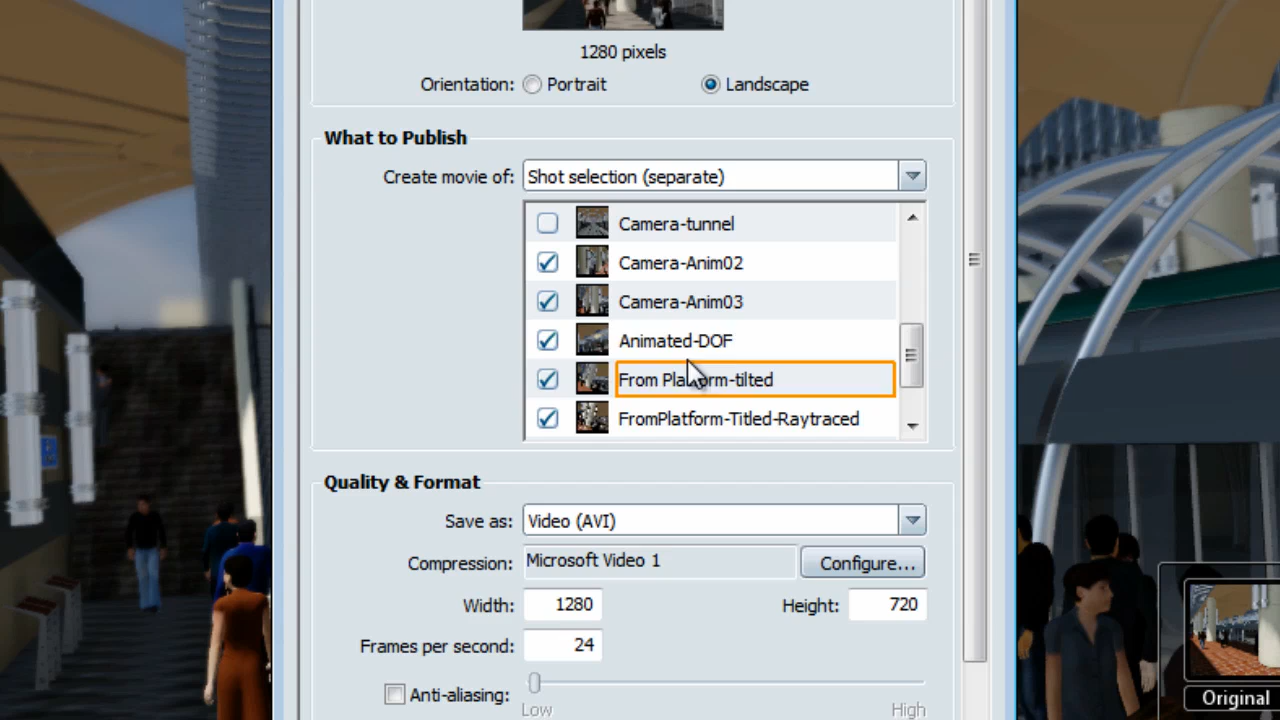 1280 pixels
Orientation: Portrait Landscape
What to Publish
Create movie of: Shot selection (separate)
Camera-tunnel
Camera-Anim02
Camera-Anim03
Animated-DOF
From Platform-tilted
FromPlatform-Titled-Raytraced
Quality & Format
Save as: Video (AVI)
Compression: Microsoft Video 1 Configure...
Width: 1280 Height: 720
Frames per second: 24
Anti-aliasing:
Low High
Original